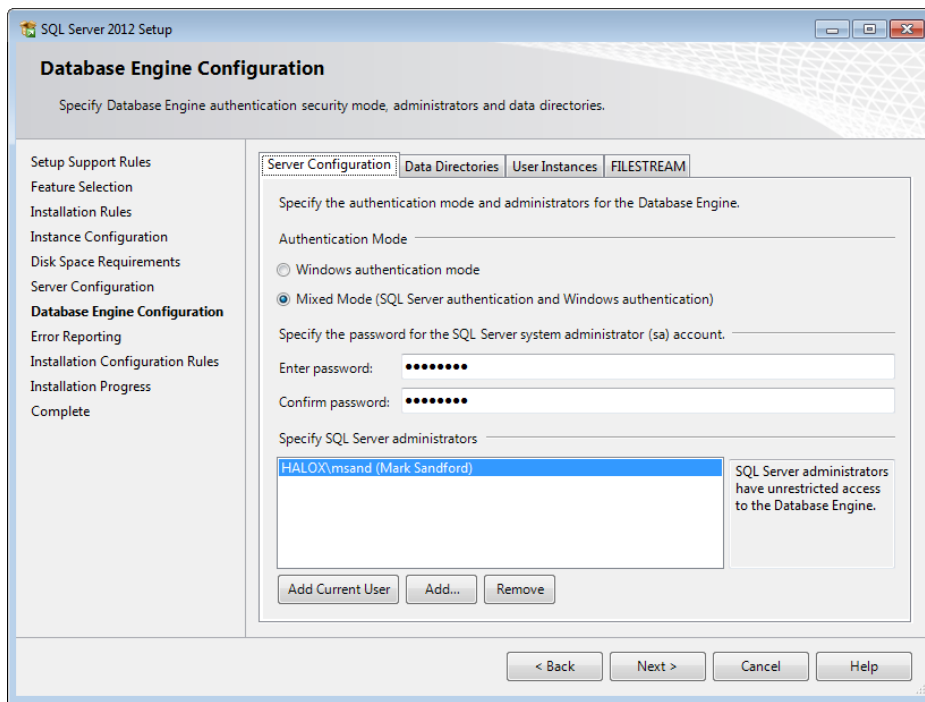 SQL Server 2012 Setup
Database Engine Configuration
Specify Database Engine authentication security mode, administrators and data directories.
Setup Support Rules
Feature Selection
Installation Rules
Instance Configuration
Disk Space Requirements
Server Configuration
Database Engine Configuration
Error Reporting
Installation Configuration Rules
Installation Progress
Complete
Server Configuration Data Directories User Instances FILESTREAM
Specify the authentication mode and administrators for the Database Engine.
Authentication Mode
Windows authentication mode
Mixed Mode (SQL Server authentication and Windows authentication)
Specify the password for the SQL Server system administrator (sa) account.
Enter password: ●●●●●●●●
Confirm password: ●●●●●●●●
Specify SQL Server administrators
HALOX\msand (Mark Sandford)
SQL Server administrators
have unrestricted access
to the Database Engine.
Add Current User Add... Remove
< Back Next > Cancel Help